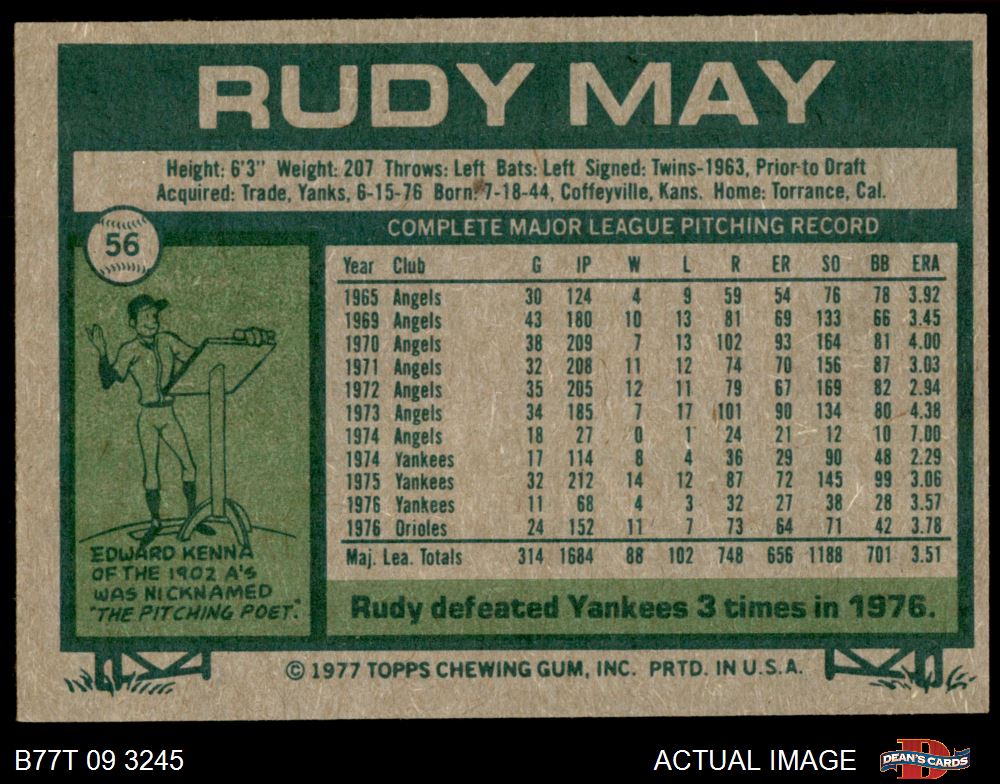 RUDY MAY
Height: 6'3" Weight: 207 Throws: Left Bats: Left Signed: Twins-1963, Prior to Draft
Acquired: Trade, Yanks, 6-15-76 Born: 7-18-44, Coffeyville, Kans. Home: Torrance, Cal.
56
COMPLETE MAJOR LEAGUE PITCHING RECORD
Year Club G IP W L R ER SO BB ERA
1965 Angels 30 124 4 9 59 54 76 78 3.92
1969 Angels 43 180 10 13 81 69 133 66 3.45
1970 Angels 38 209 7 13 102 93 164 81 4.00
1971 Angels 32 208 11 12 74 70 156 87 3.03
1972 Angels 35 205 12 11 79 67 169 82 2.94
1973 Angels 34 185 7 17 101 90 134 80 4.38
1974 Angels 18 27 0 1 24 21 12 10 7.00
1974 Yankees 17 114 8 4 36 29 90 48 2.29
1975 Yankees 32 212 14 12 87 72 145 99 3.06
1976 Yankees 11 68 4 3 32 27 38 28 3.57
1976 Orioles 24 152 11 7 73 64 71 42 3.78
Maj. Lea. Totals 314 1684 88 102 748 656 1188 701 3.51
EDWARD KENNA
OF THE 1902 A's
WAS NICKNAMED
"THE PITCHING POET."
Rudy defeated Yankees 3 times in 1976.
© 1977 TOPPS CHEWING GUM, INC. PRTD. IN U.S.A.
B77T 09 3245
ACTUAL IMAGE
D
DEAN'S CARDS